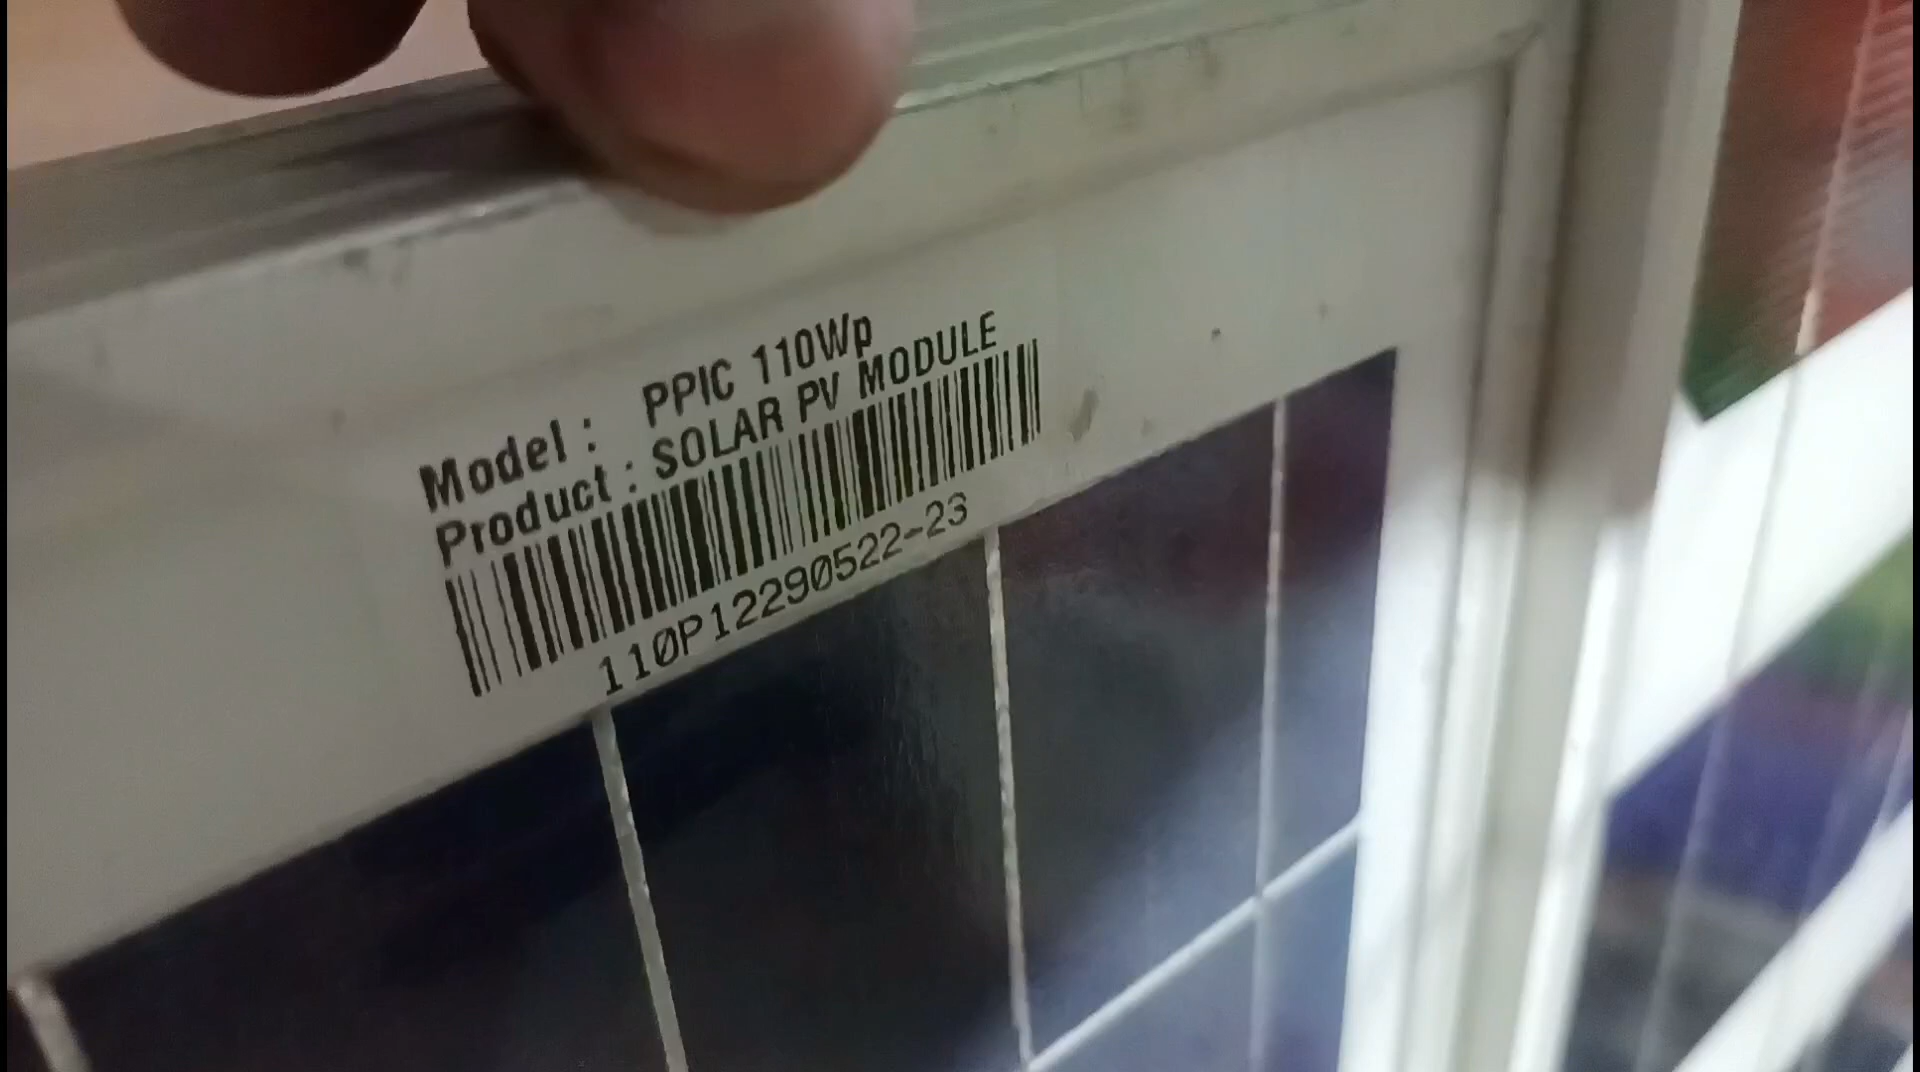 Model : PPIC 110Wp
Product : SOLAR PV MODULE
110P12290522-23